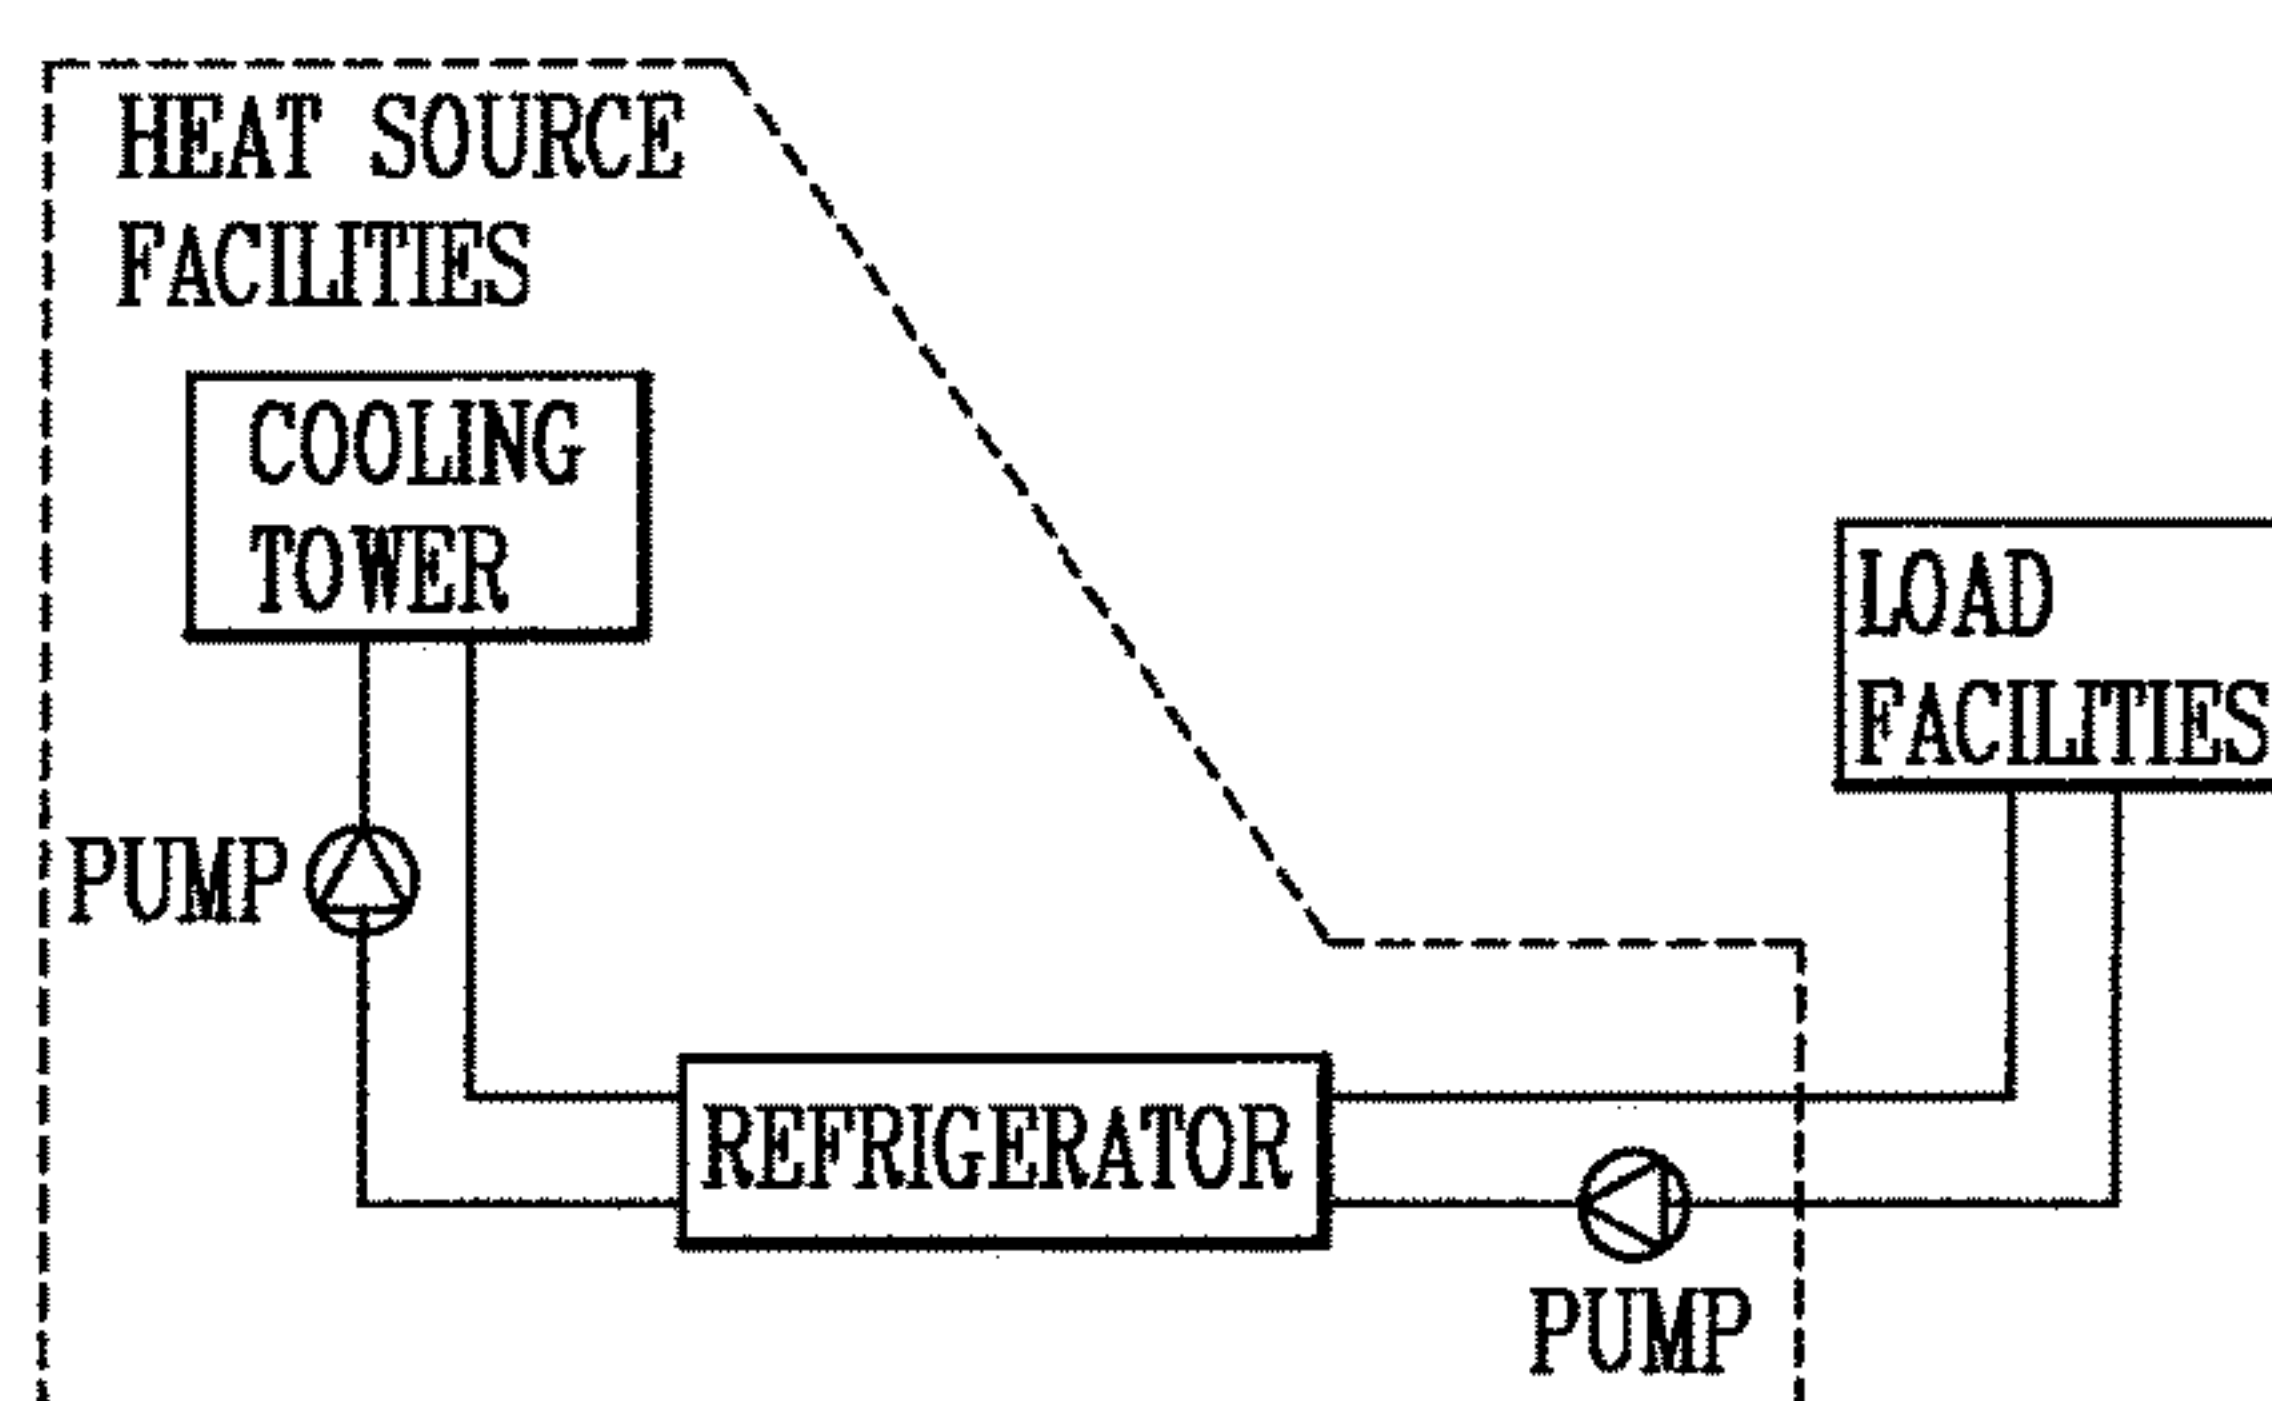 HEAT SOURCE
FACILITIES
COOLING
TOWER
LOAD
FACILITIES
PUMP
REFRIGERATOR
PUMP